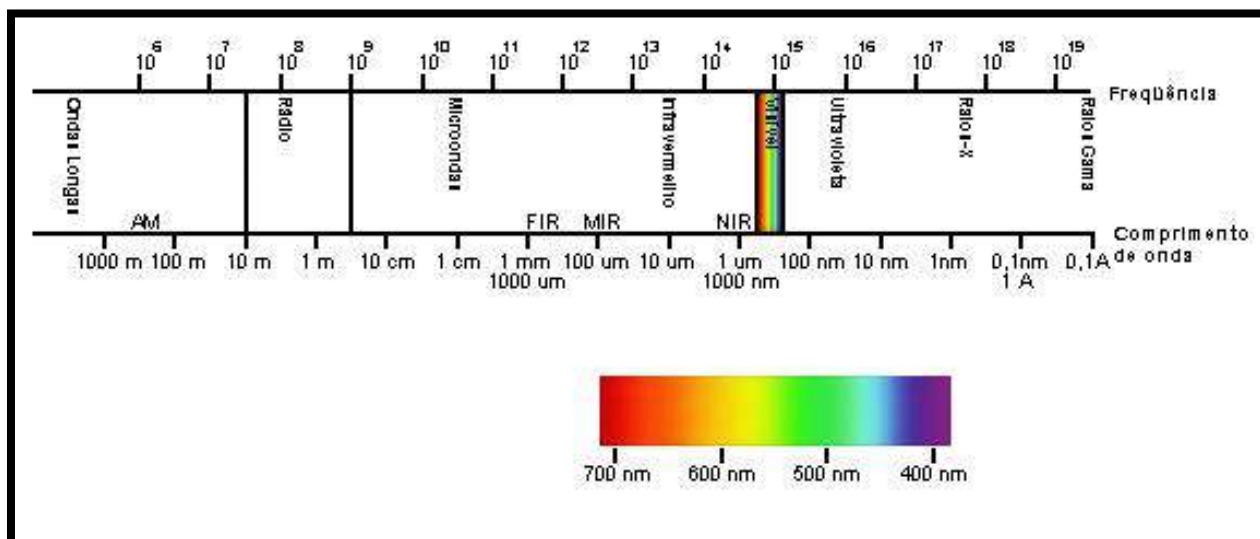 10⁶ 10⁷ 10⁸ 10⁹ 10¹⁰ 10¹¹ 10¹² 10¹³ 10¹⁴ 10¹⁵ 10¹⁶ 10¹⁷ 10¹⁸ 10¹⁹
Freqüência
Ondas Longas
Rádio
Microondas
Infravermelho
Visível
Ultravioleta
Raios-X
Raios Gama
AM FIR MIR NIR
Comprimento
de onda
1000 m 100 m 10 m 1 m 10 cm 1 cm 1 mm 100 um 10 um 1 um 100 nm 10 nm 1nm 0,1nm 0,1A
1000 um 1000 nm 1 A
700 nm 600 nm 500 nm 400 nm